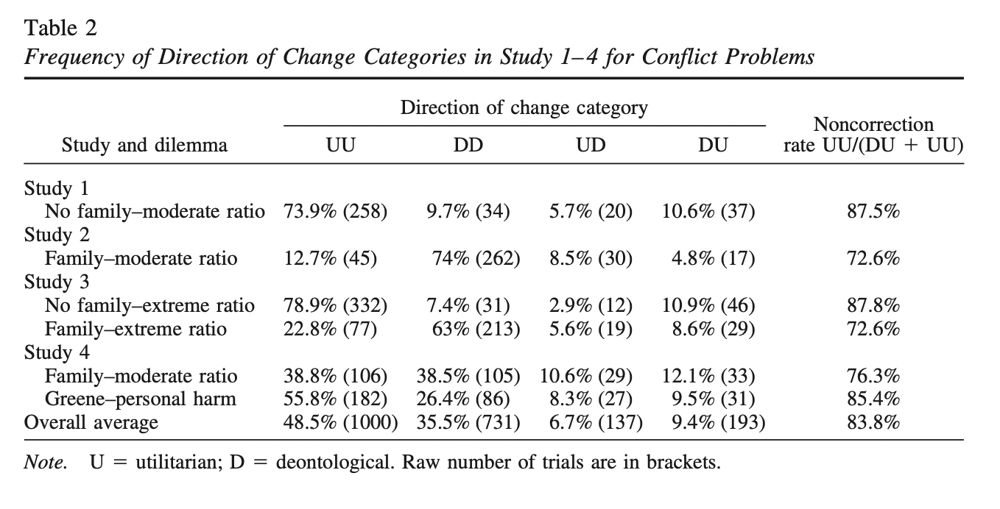 Table 2
Frequency of Direction of Change Categories in Study 1–4 for Conflict Problems
Direction of change category
Noncorrection
Study and dilemma UU DD UD DU rate UU/(DU + UU)
Study 1
No family–moderate ratio 73.9% (258) 9.7% (34) 5.7% (20) 10.6% (37) 87.5%
Study 2
Family–moderate ratio 12.7% (45) 74% (262) 8.5% (30) 4.8% (17) 72.6%
Study 3
No family–extreme ratio 78.9% (332) 7.4% (31) 2.9% (12) 10.9% (46) 87.8%
Family–extreme ratio 22.8% (77) 63% (213) 5.6% (19) 8.6% (29) 72.6%
Study 4
Family–moderate ratio 38.8% (106) 38.5% (105) 10.6% (29) 12.1% (33) 76.3%
Greene–personal harm 55.8% (182) 26.4% (86) 8.3% (27) 9.5% (31) 85.4%
Overall average 48.5% (1000) 35.5% (731) 6.7% (137) 9.4% (193) 83.8%
Note. U = utilitarian; D = deontological. Raw number of trials are in brackets.